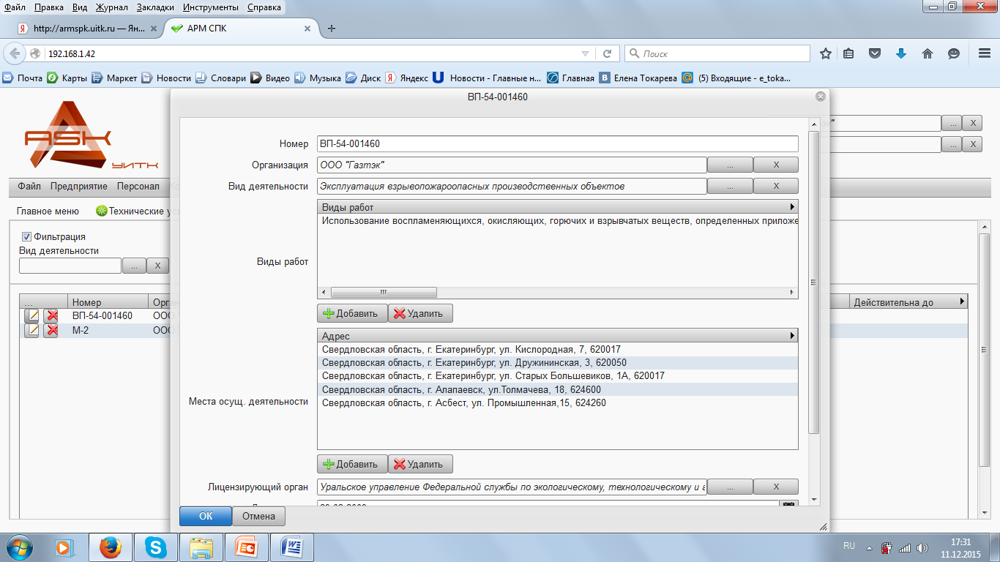 Файл Правка Вид Журнал Закладки Инструменты Справка
http://armspk.uitk.ru — Ян... АРМ СПК
192.168.1.42 Поиск
Почта Карты Маркет Новости Словари Видео Музыка Диск Яндекс Новости - Главные н... Главная Елена Токарева (5) Входящие - e_toka...
ВП-54-001460
ASK
УИТК
Номер ВП-54-001460
... X
Организация ООО "Газтэк" ... X
... X
Файл Предприятие Персонал
Вид деятельности Эксплуатация взрывопожароопасных производственных объектов ... X
Главное меню Технические ус
Виды работ
Использование воспламеняющихся, окисляющих, горючих и взрывчатых веществ, определенных приложе
Фильтрация
Вид деятельности
... X
Виды работ
... Номер Орга
Действительна до
ВП-54-001460 ООО
М-2 ООО
Добавить Удалить
Адрес
Свердловская область, г. Екатеринбург, ул. Кислородная, 7, 620017
Свердловская область, г. Екатеринбург, ул. Дружининская, 3, 620050
Свердловская область, г. Екатеринбург, ул. Старых Большевиков, 1А, 620017
Свердловская область, г. Алапаевск, ул.Толмачева, 18, 624600
Места осущ. деятельности
Свердловская область, г. Асбест, ул. Промышленная,15, 624260
Добавить Удалить
Лицензирующий орган Уральское управление Федеральной службы по экологическому, технологическому и а ... X
ОК Отмена
RU 17:31
11.12.2015